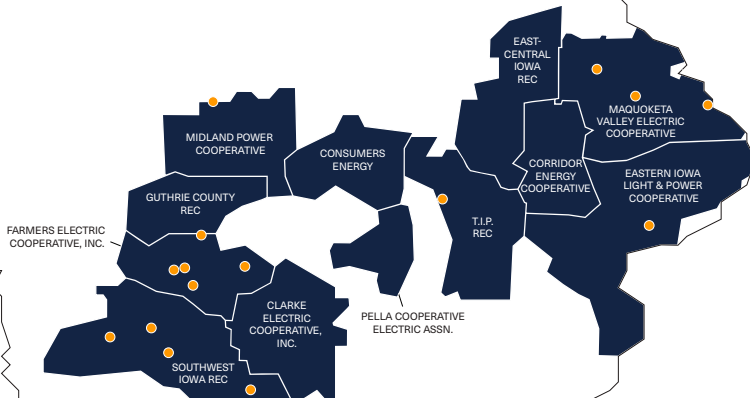 EAST-
CENTRAL
IOWA
REC
MAQUOKETA
VALLEY ELECTRIC
COOPERATIVE
MIDLAND POWER
COOPERATIVE
CONSUMERS
ENERGY
CORRIDOR
ENERGY
COOPERATIVE
EASTERN IOWA
LIGHT & POWER
COOPERATIVE
GUTHRIE COUNTY
REC
T.I.P.
REC
FARMERS ELECTRIC
COOPERATIVE, INC.
CLARKE
ELECTRIC
COOPERATIVE,
INC.
PELLA COOPERATIVE
ELECTRIC ASSN.
SOUTHWEST
IOWA REC